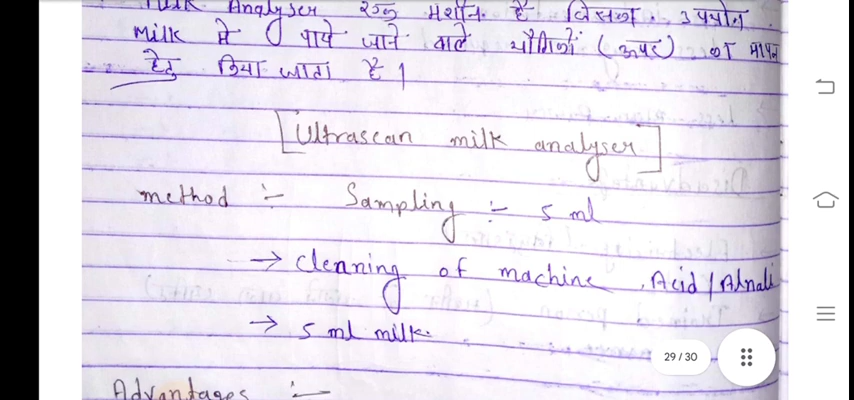 Milk Analyser एक मशीन है जिसका उपयोग
Milk मे पाये जाने वाले यौगिकों (ऊपर) का मापन
हेतु किया जाता है।
[Ultrascan milk analyser]
method :- Sampling :- 5 ml
→ cleanning of machine Acid / Alkali
→ 5 ml milk.
29 / 30
Advantages :-